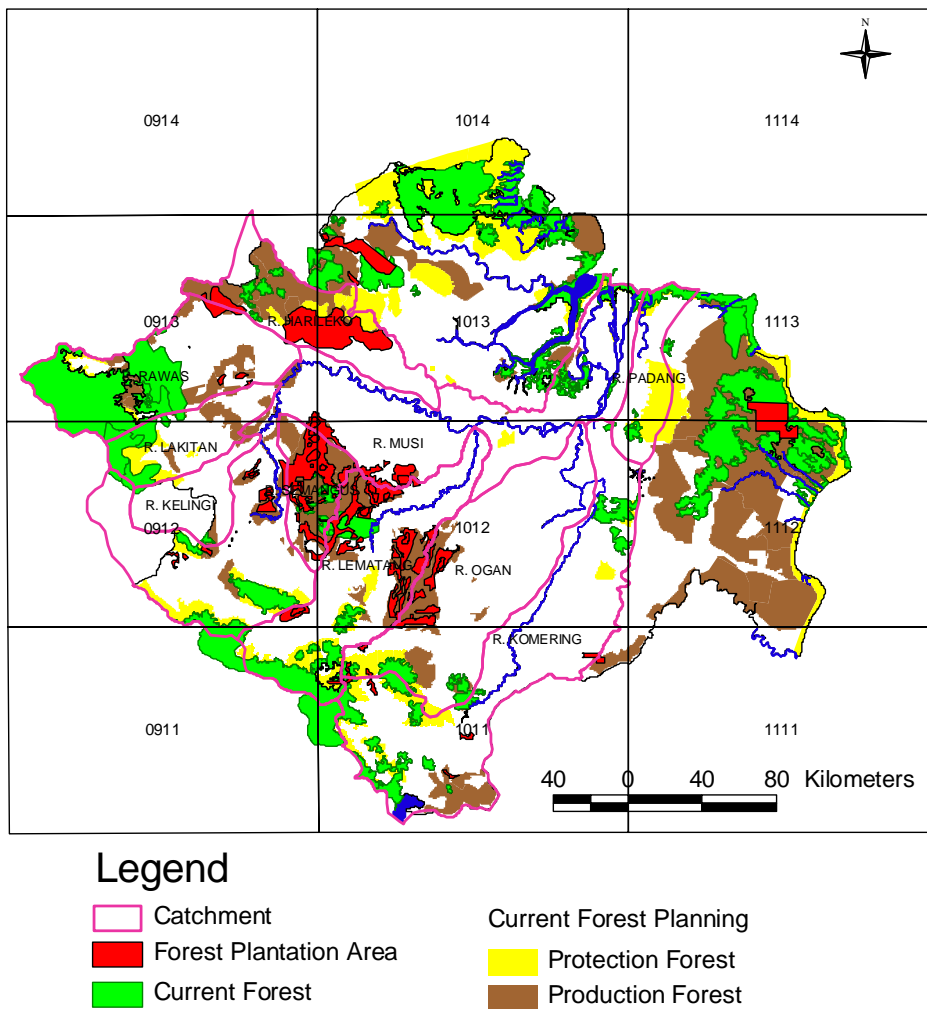 N
0914
1014
1114
0913
R. HARILEKO
1013
1113
RAWAS
R. PADANG
R. LAKITAN
R. MUSI
R. SEMANGUS
R. KELINGI
0912
1012
1112
R. LEMATANG
R. OGAN
R. KOMERING
0911
1011
1111
40 0 40 80 Kilometers
Legend
Catchment
Current Forest Planning
Forest Plantation Area
Protection Forest
Current Forest
Production Forest